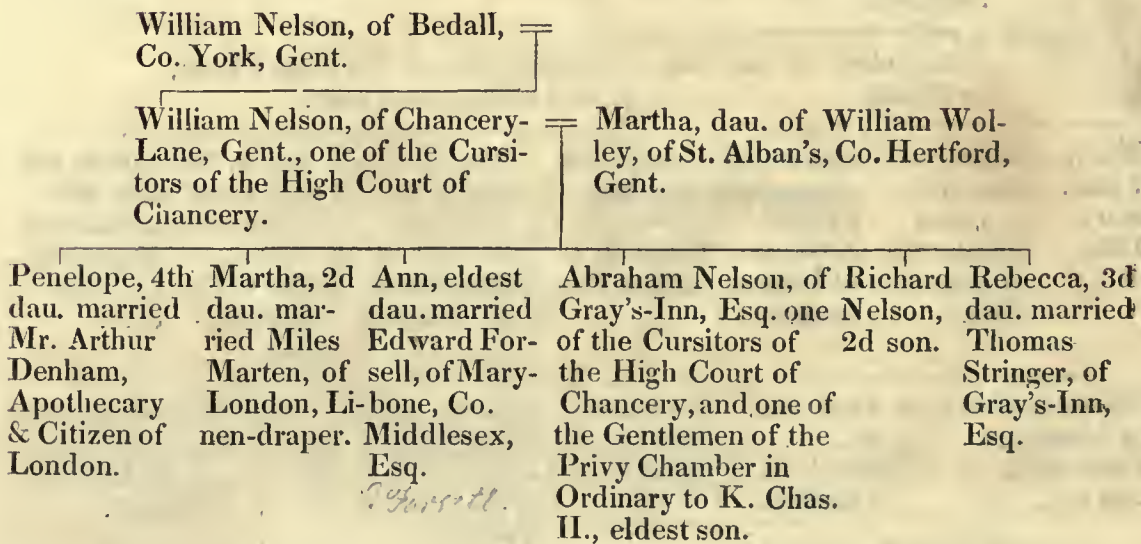 William Nelson, of Bedall,
Co. York, Gent.
William Nelson, of Chancery-
Lane, Gent., one of the Cursi-
tors of the High Court of
Chancery.
Martha, dau. of William Wol-
ley, of St. Alban's, Co. Hertford,
Gent.
Penelope, 4th
dau. married
Mr. Arthur
Denham,
Apothecary
& Citizen of
London.
Martha, 2d
dau. mar-
ried Miles
Marten, of
London, Li-
nen-draper.
Ann, eldest
dau. married
Edward For-
sell, of Mary-
bone, Co.
Middlesex,
Esq.
Abraham Nelson, of
Gray's-Inn, Esq. one
of the Cursitors of
the High Court of
Chancery, and one of
the Gentlemen of the
Privy Chamber in
Ordinary to K. Chas.
II., eldest son.
Richard
Nelson,
2d son.
Rebecca, 3d
dau. married
Thomas
Stringer, of
Gray's-Inn,
Esq.